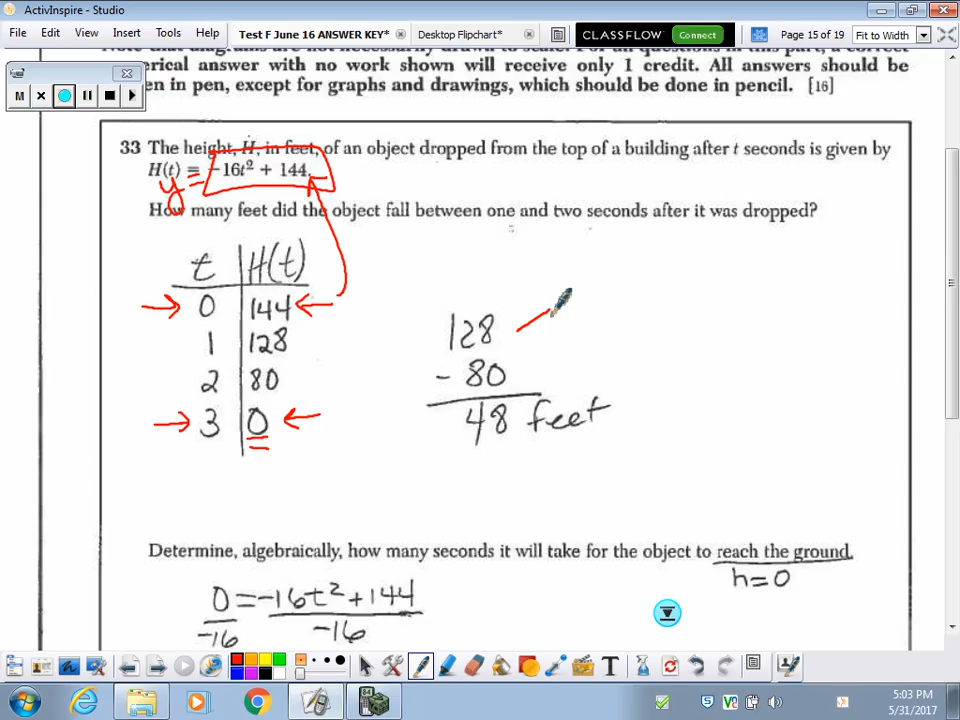 ActivInspire - Studio
File Edit View Insert Tools Help
Test F June 16 ANSWER KEY*
Desktop Flipchart*
CLASSFLOW Connect
Page 15 of 19
Fit to Width
erical answer with no work shown will receive only 1 credit. All answers should be
en in pen, except for graphs and drawings, which should be done in pencil. [16]
M
33 The height, H, in feet, of an object dropped from the top of a building after t seconds is given by
H(t) = −16t² + 144.
y=
How many feet did the object fall between one and two seconds after it was dropped?
t H(t)
0 144
1 128
2 80
3 0
128
- 80
48 feet
Determine, algebraically, how many seconds it will take for the object to reach the ground.
h=0
0=-16t²+144
-16 -16
5:03 PM
5/31/2017